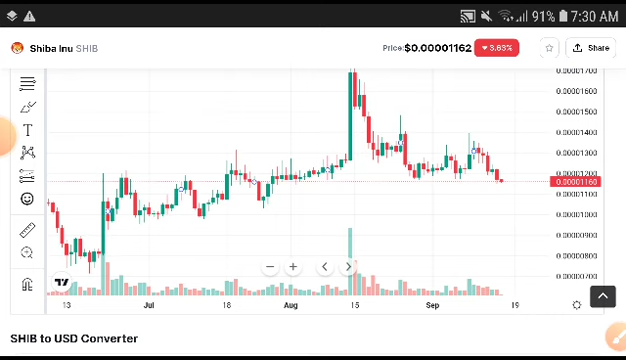 91% 7:30 AM
Shiba Inu SHIB
Price:$0.00001162 ▼ 3.63%
Share
0.00001700
0.00001600
0.00001500
0.00001400
0.00001300
0.00001200
0.00001160
0.00001100
0.00001000
0.00000900
0.00000800
0.00000700
T
13 Jul 18 Aug 15 Sep 19
SHIB to USD Converter